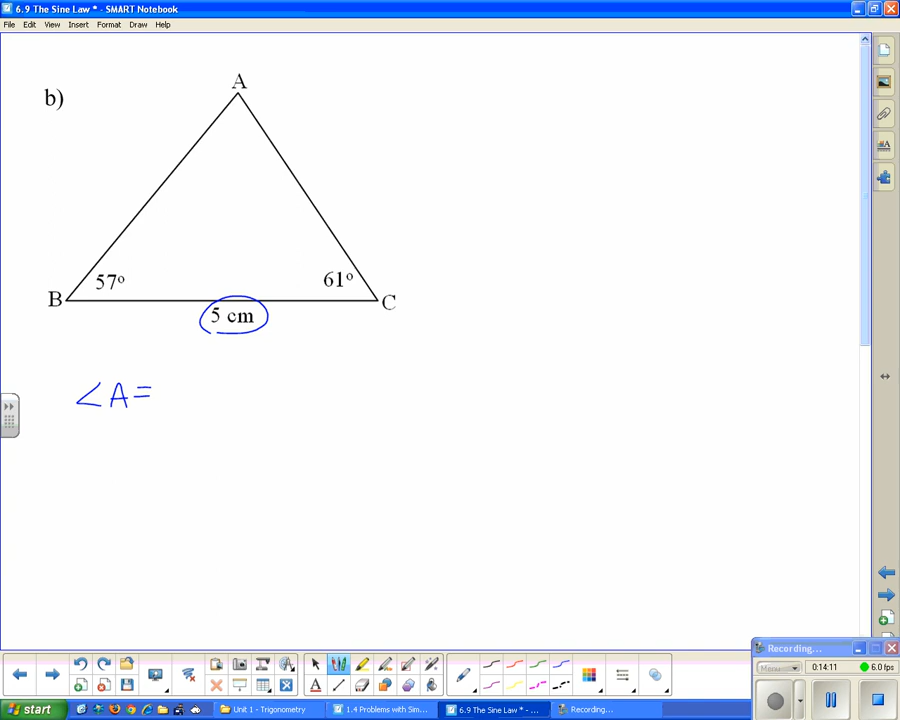 6.9 The Sine Law * - SMART Notebook
File Edit View Insert Format Draw Help
b)
A
57°
61°
B
C
5 cm
∠A=
Recording...
Menu
0:14:11
6.0 fps
start
Unit 1 - Trigonometry
1.4 Problems with Sim...
6.9 The Sine Law * - ...
Recording...